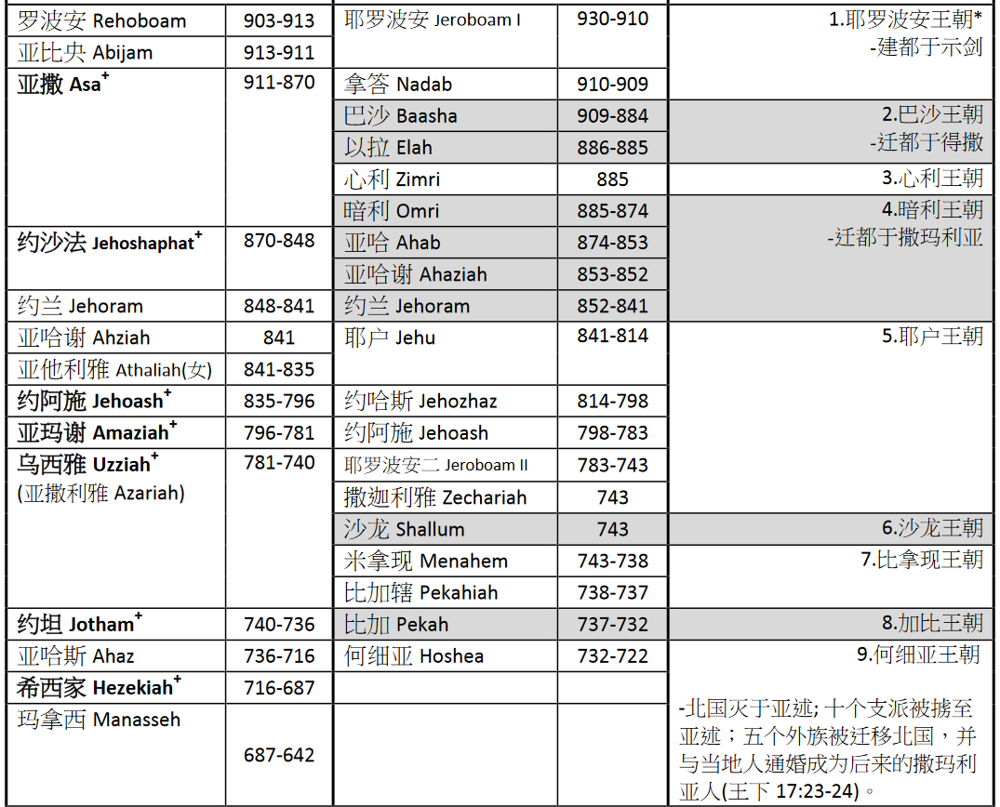 罗波安 Rehoboam 903-913 耶罗波安 Jeroboam I 930-910 1.耶罗波安王朝*
-建都于示剑
亚比央 Abijam 913-911
亚撒 Asa+ 911-870 拿答 Nadab 910-909
巴沙 Baasha 909-884 2.巴沙王朝
-迁都于得撒
以拉 Elah 886-885
心利 Zimri 885 3.心利王朝
暗利 Omri 885-874 4.暗利王朝
-迁都于撒玛利亚
约沙法 Jehoshaphat+ 870-848 亚哈 Ahab 874-853
亚哈谢 Ahaziah 853-852
约兰 Jehoram 848-841 约兰 Jehoram 852-841
亚哈谢 Ahziah 841 耶户 Jehu 841-814 5.耶户王朝
亚他利雅 Athaliah(女) 841-835
约阿施 Jehoash+ 835-796 约哈斯 Jehozhaz 814-798
亚玛谢 Amaziah+ 796-781 约阿施 Jehoash 798-783
乌西雅 Uzziah+ 781-740 耶罗波安二 Jeroboam II 783-743
(亚撒利雅 Azariah)
撒迦利雅 Zechariah 743
沙龙 Shallum 743 6.沙龙王朝
米拿现 Menahem 743-738 7.比拿现王朝
比加辖 Pekahiah 738-737
约坦 Jotham+ 740-736 比加 Pekah 737-732 8.加比王朝
亚哈斯 Ahaz 736-716 何细亚 Hoshea 732-722 9.何细亚王朝
希西家 Hezekiah+ 716-687
玛拿西 Manasseh 687-642
-北国灭于亚述; 十个支派被掳至
亚述；五个外族被迁移北国，并
与当地人通婚成为后来的撒玛利
亚人(王下 17:23-24)。